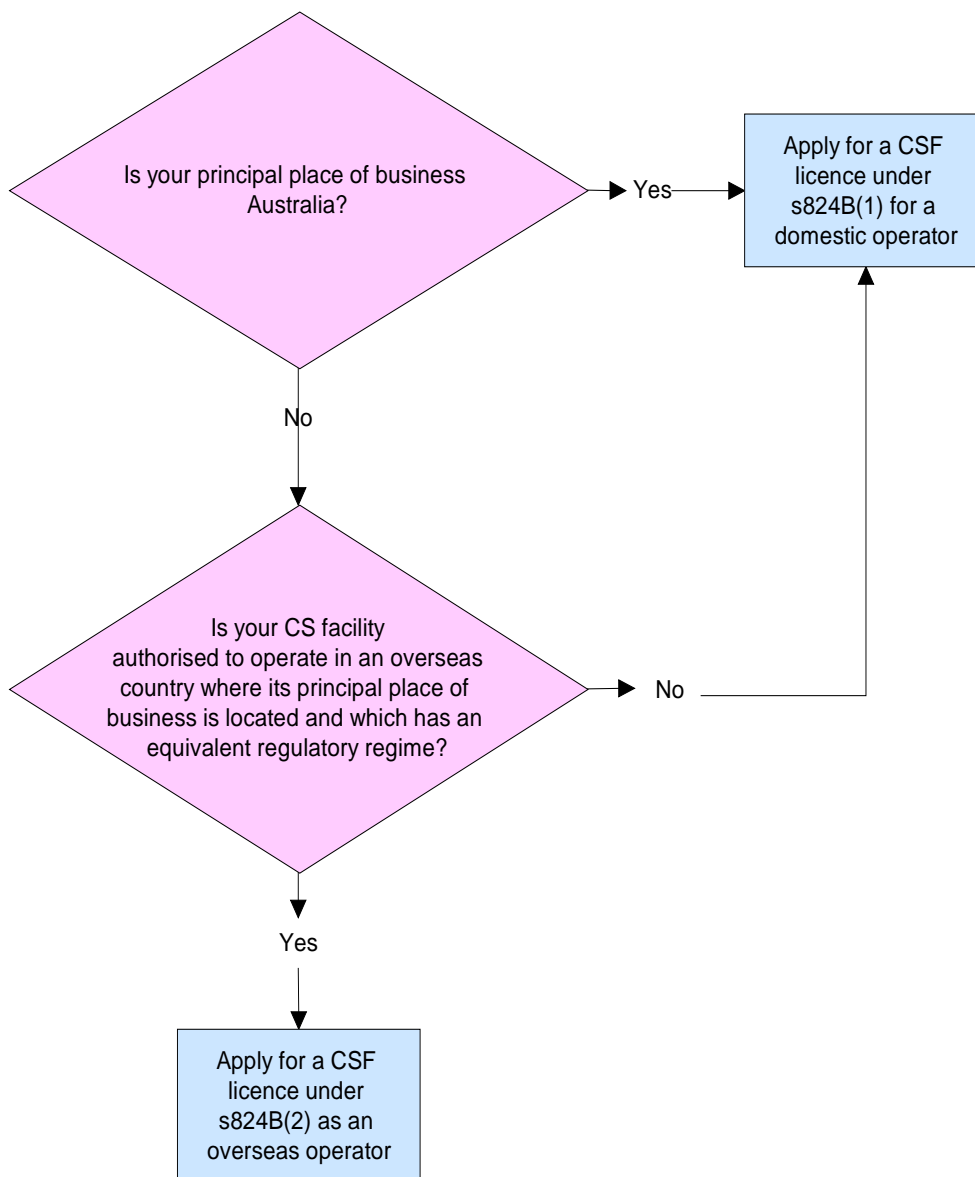 Is your principal place of business
Australia?
Yes
Apply for a CSF
licence under
s824B(1) for a
domestic operator
No
Is your CS facility
authorised to operate in an overseas
country where its principal place of
business is located and which has an
equivalent regulatory regime?
No
Yes
Apply for a CSF
licence under
s824B(2) as an
overseas operator